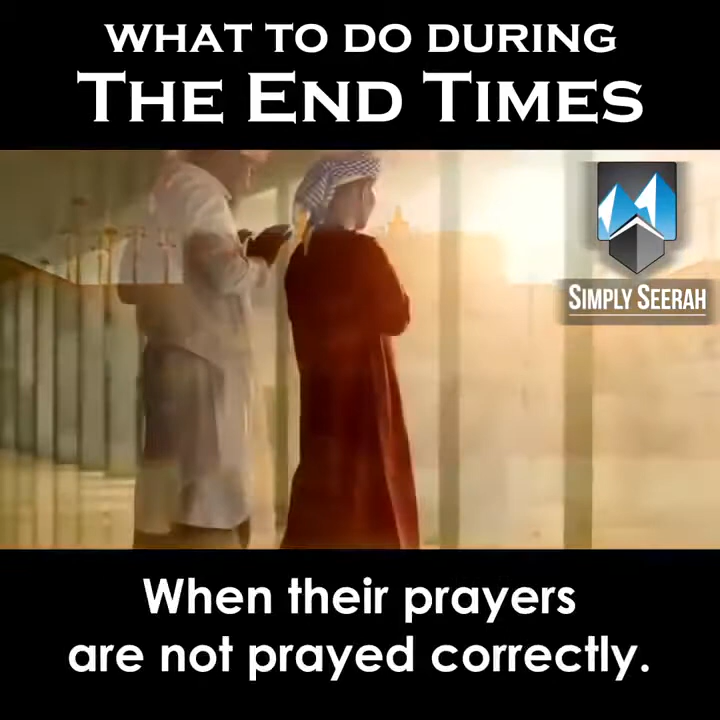 WHAT TO DO DURING
THE END TIMES
SIMPLY SEERAH
When their prayers
are not prayed correctly.